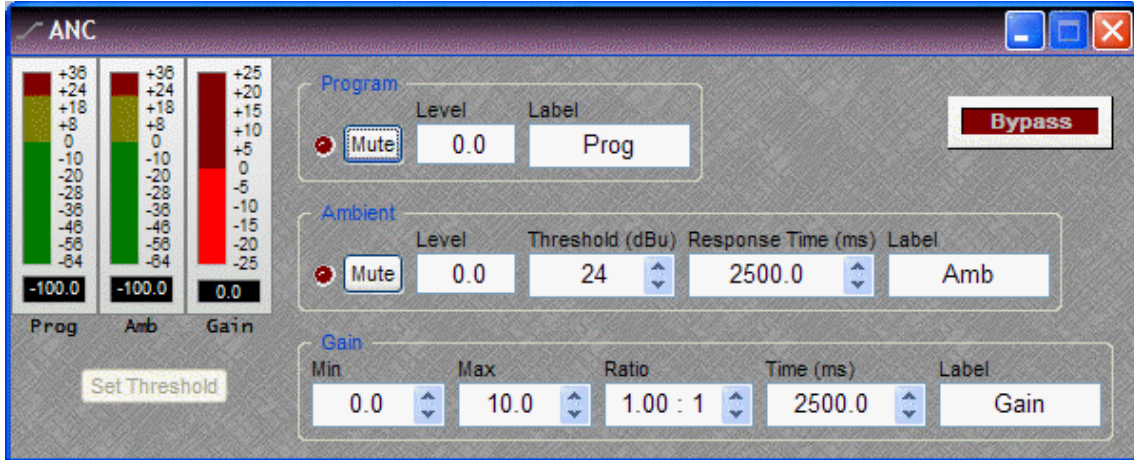 ANC
+36
+24
+18
+8
0
-10
-20
-28
-36
-46
-56
-64
-100.0
Prog
+36
+24
+18
+8
0
-10
-20
-28
-36
-46
-56
-64
-100.0
Amb
+25
+20
+15
+10
+5
0
-5
-10
-15
-20
-25
0.0
Gain
Set Threshold
Program
Level Label
Mute 0.0 Prog
Bypass
Ambient
Level Threshold (dBu) Response Time (ms) Label
Mute 0.0 24 2500.0 Amb
Gain
Min Max Ratio Time (ms) Label
0.0 10.0 1.00 : 1 2500.0 Gain